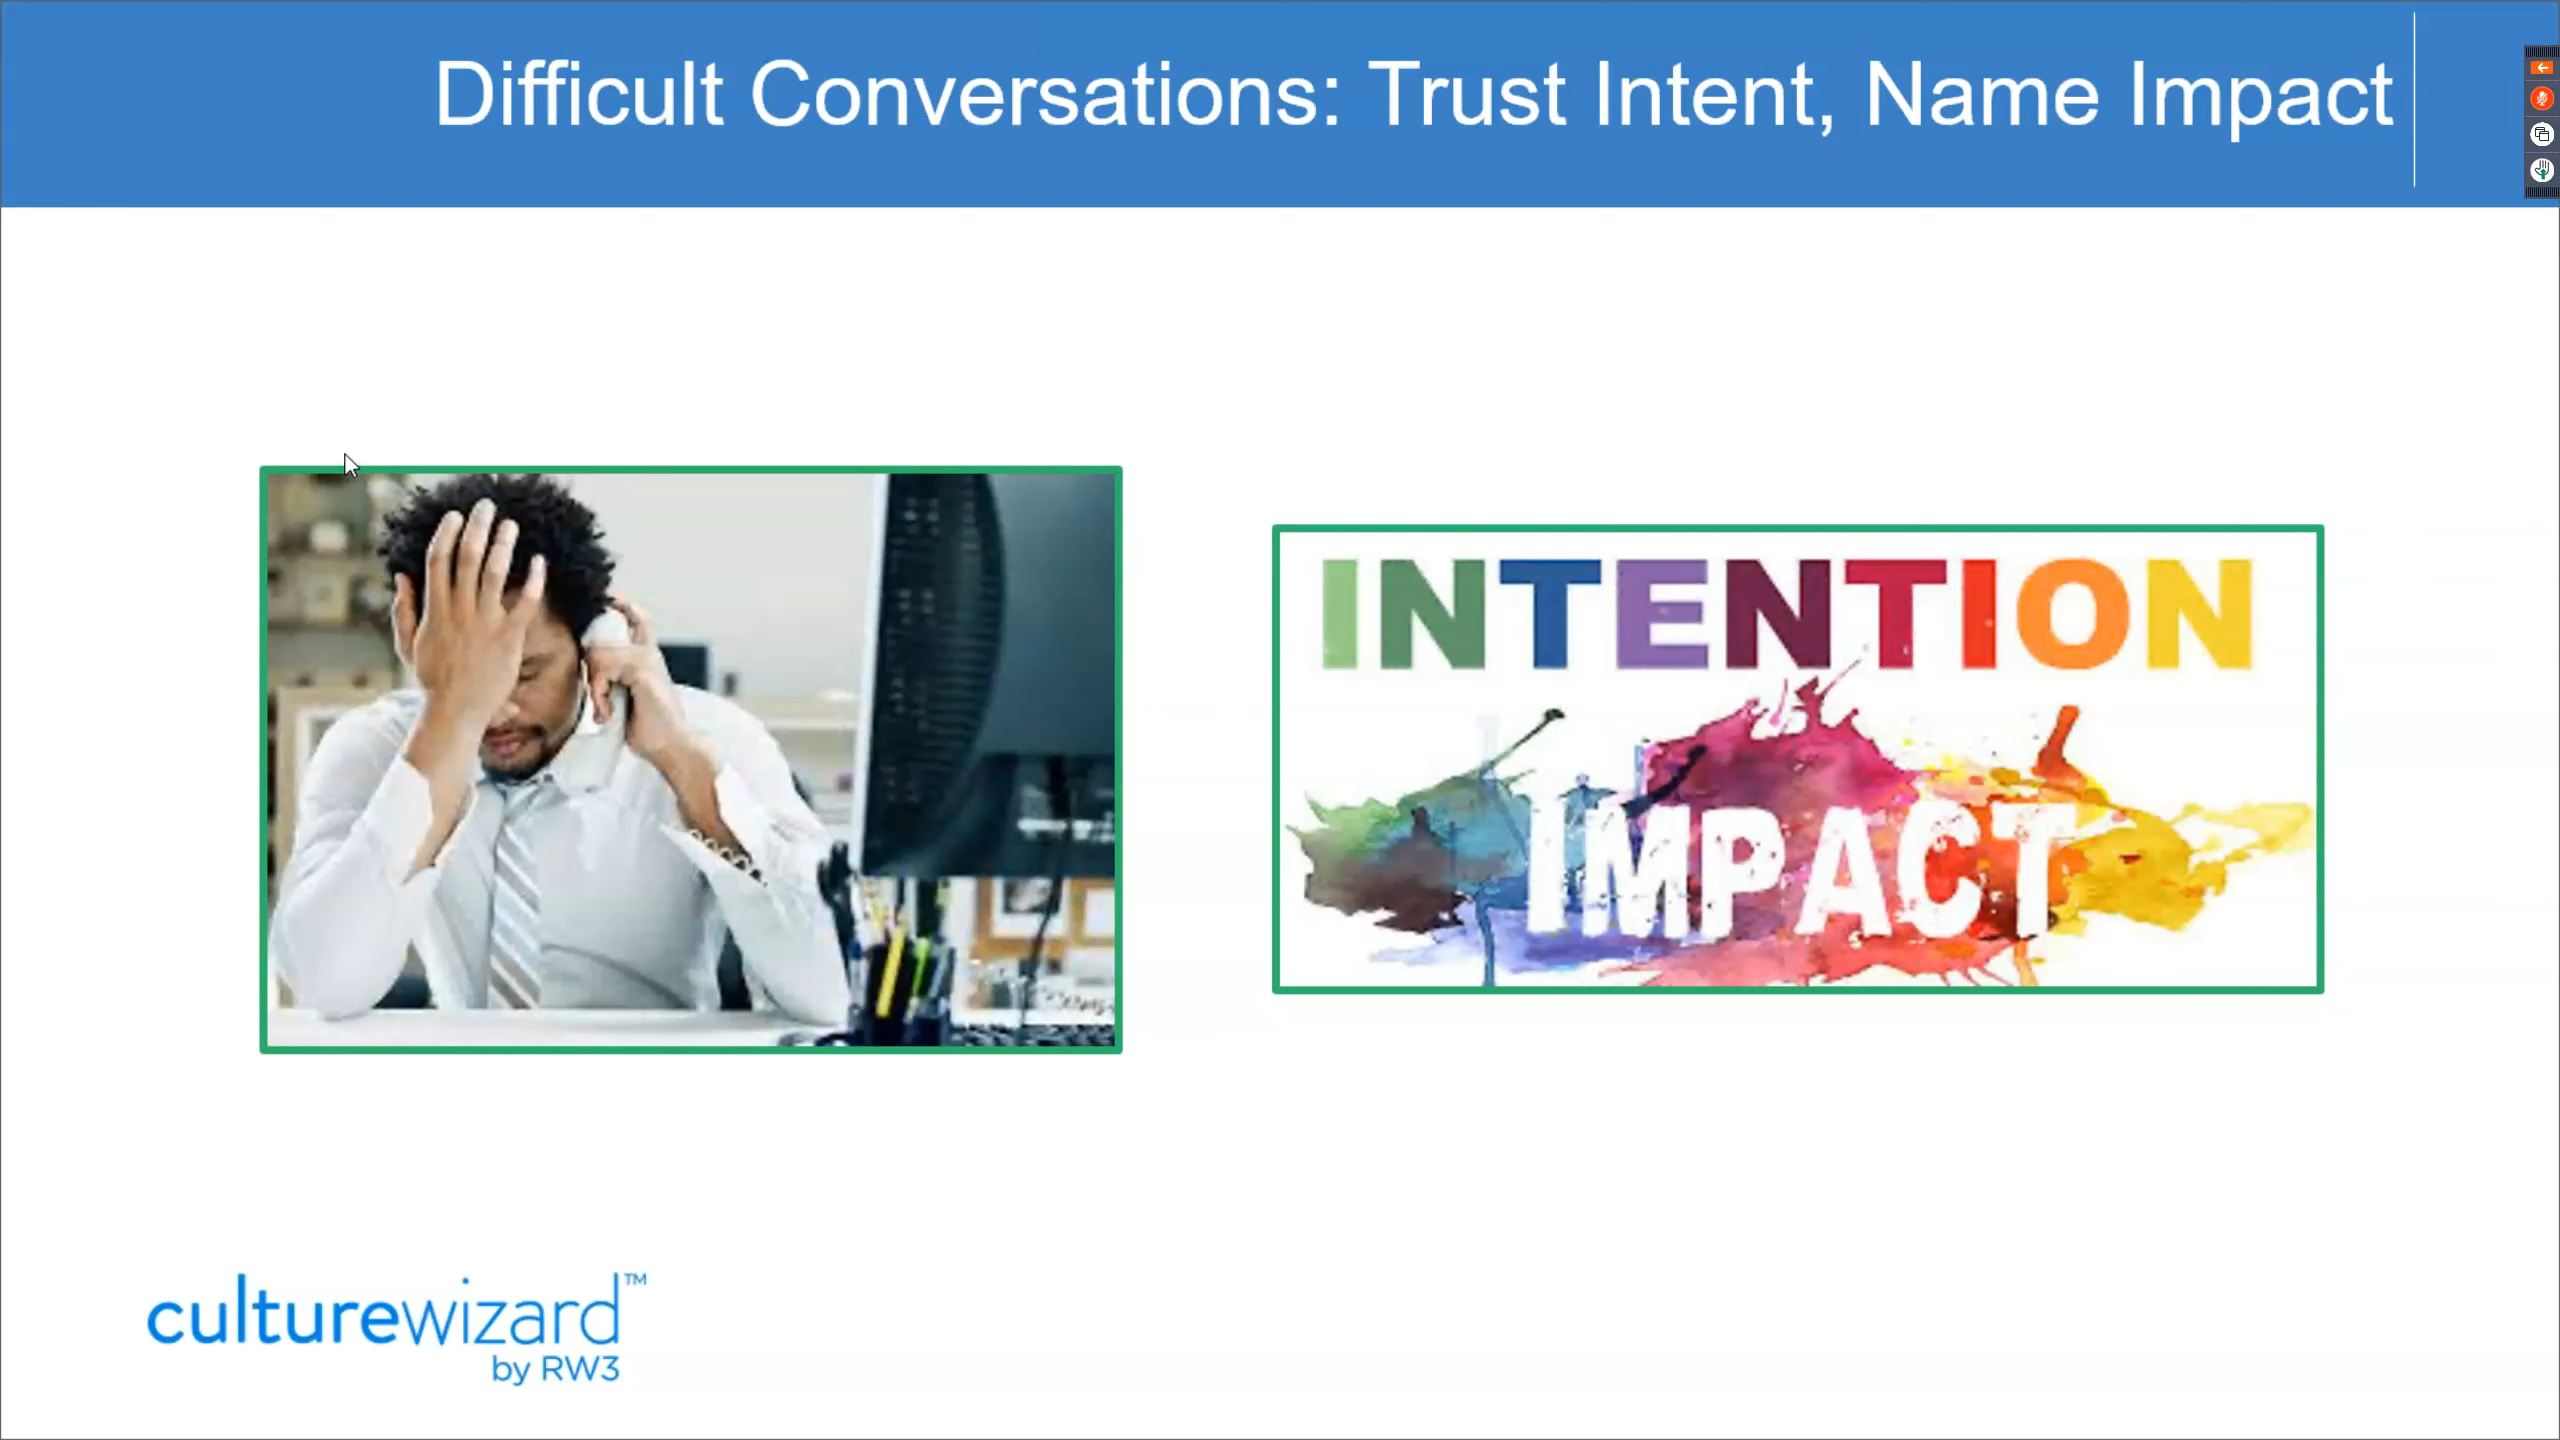 Difficult Conversations: Trust Intent, Name Impact
INTENTION
IMPACT
culturewizard™
by RW3